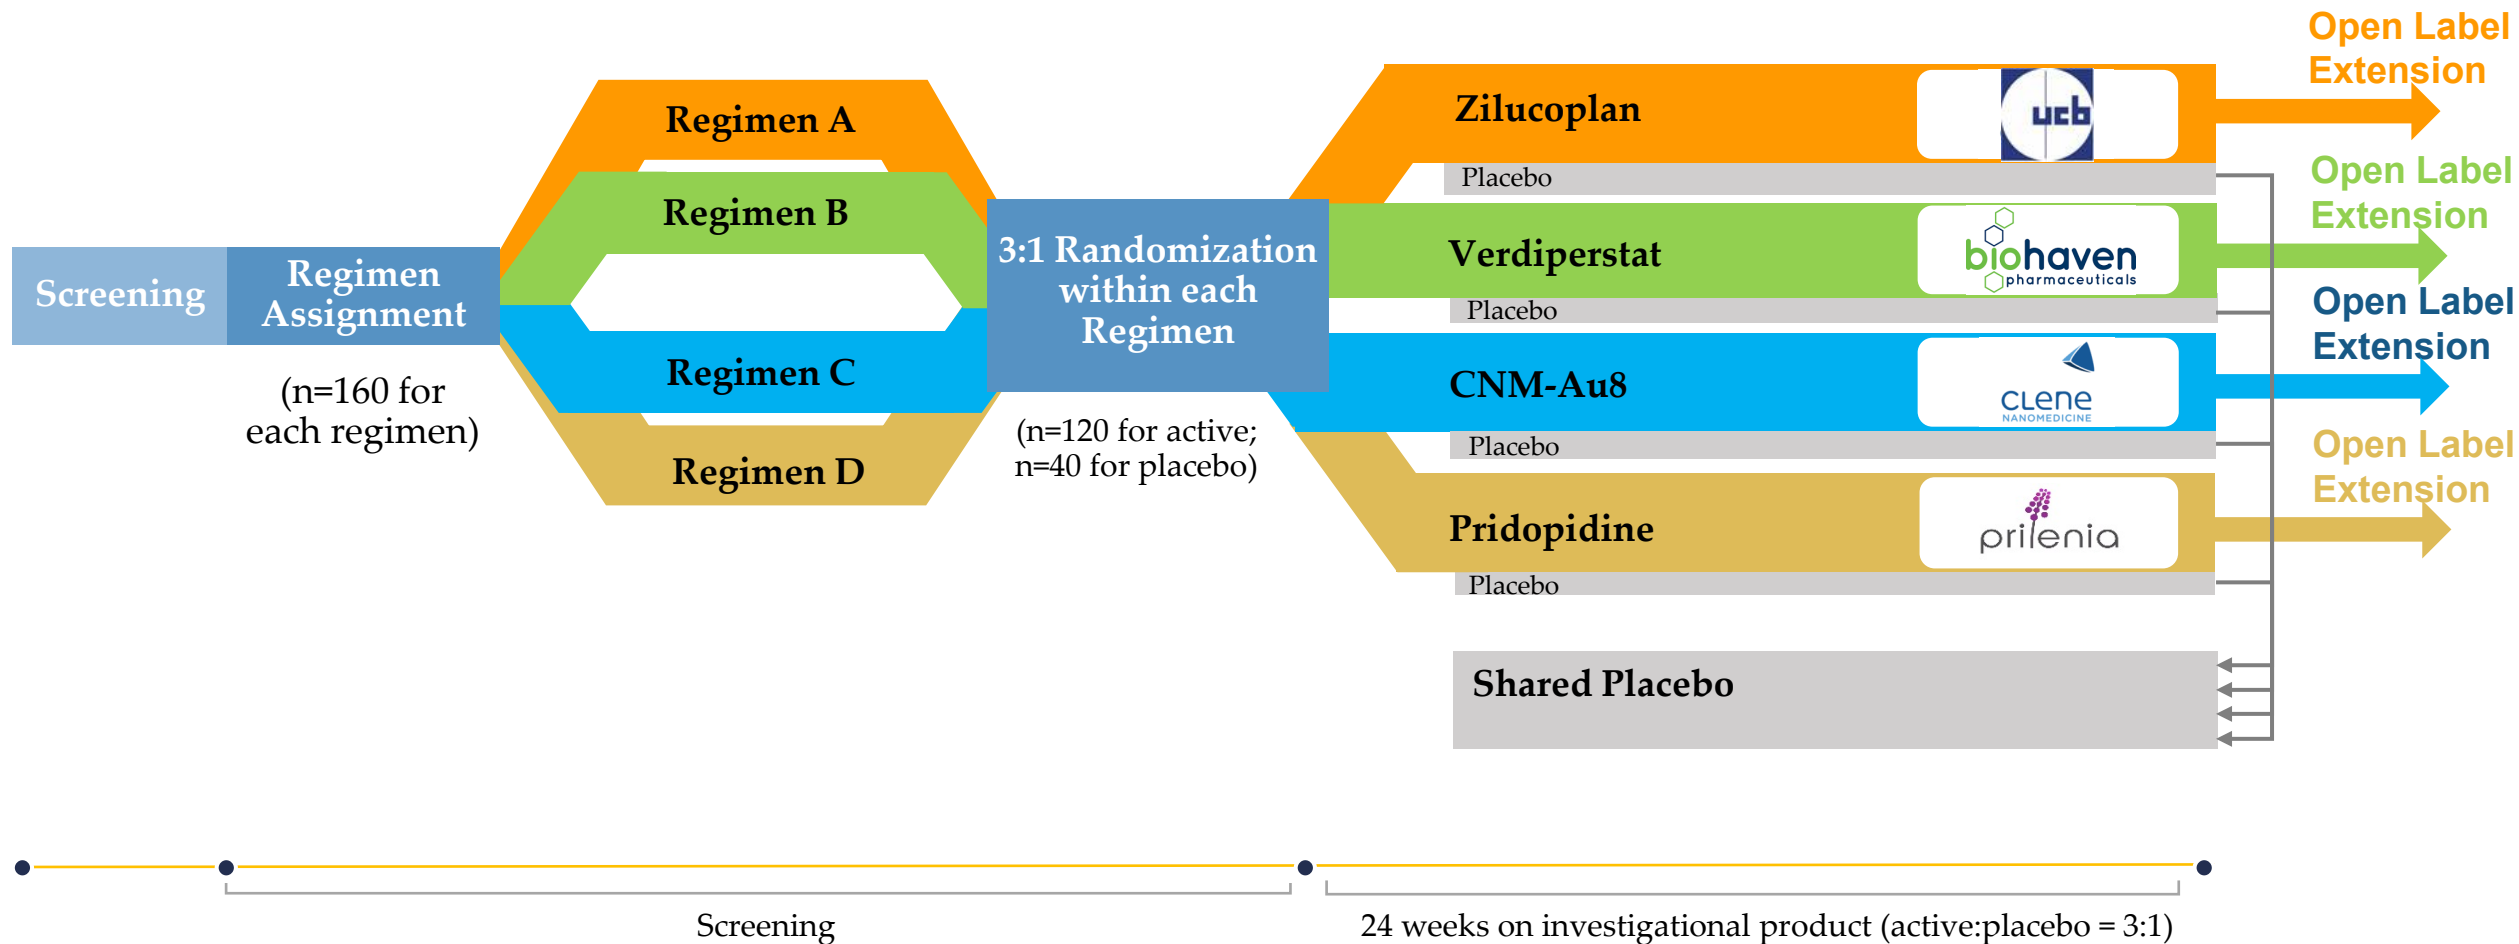 Screening
Regimen
Assignment
(n=160 for
each regimen)
Regimen A
Regimen B
Regimen C
Regimen D
3:1 Randomization
within each
Regimen
(n=120 for active;
n=40 for placebo)
Zilucoplan
ucb
Placebo
Verdiperstat
biohaven
pharmaceuticals
Placebo
CNM-Au8
CLene
NANOMEDICINE
Placebo
Pridopidine
prilenia
Placebo
Shared Placebo
Open Label
Extension
Open Label
Extension
Open Label
Extension
Open Label
Extension
Screening
24 weeks on investigational product (active:placebo = 3:1)